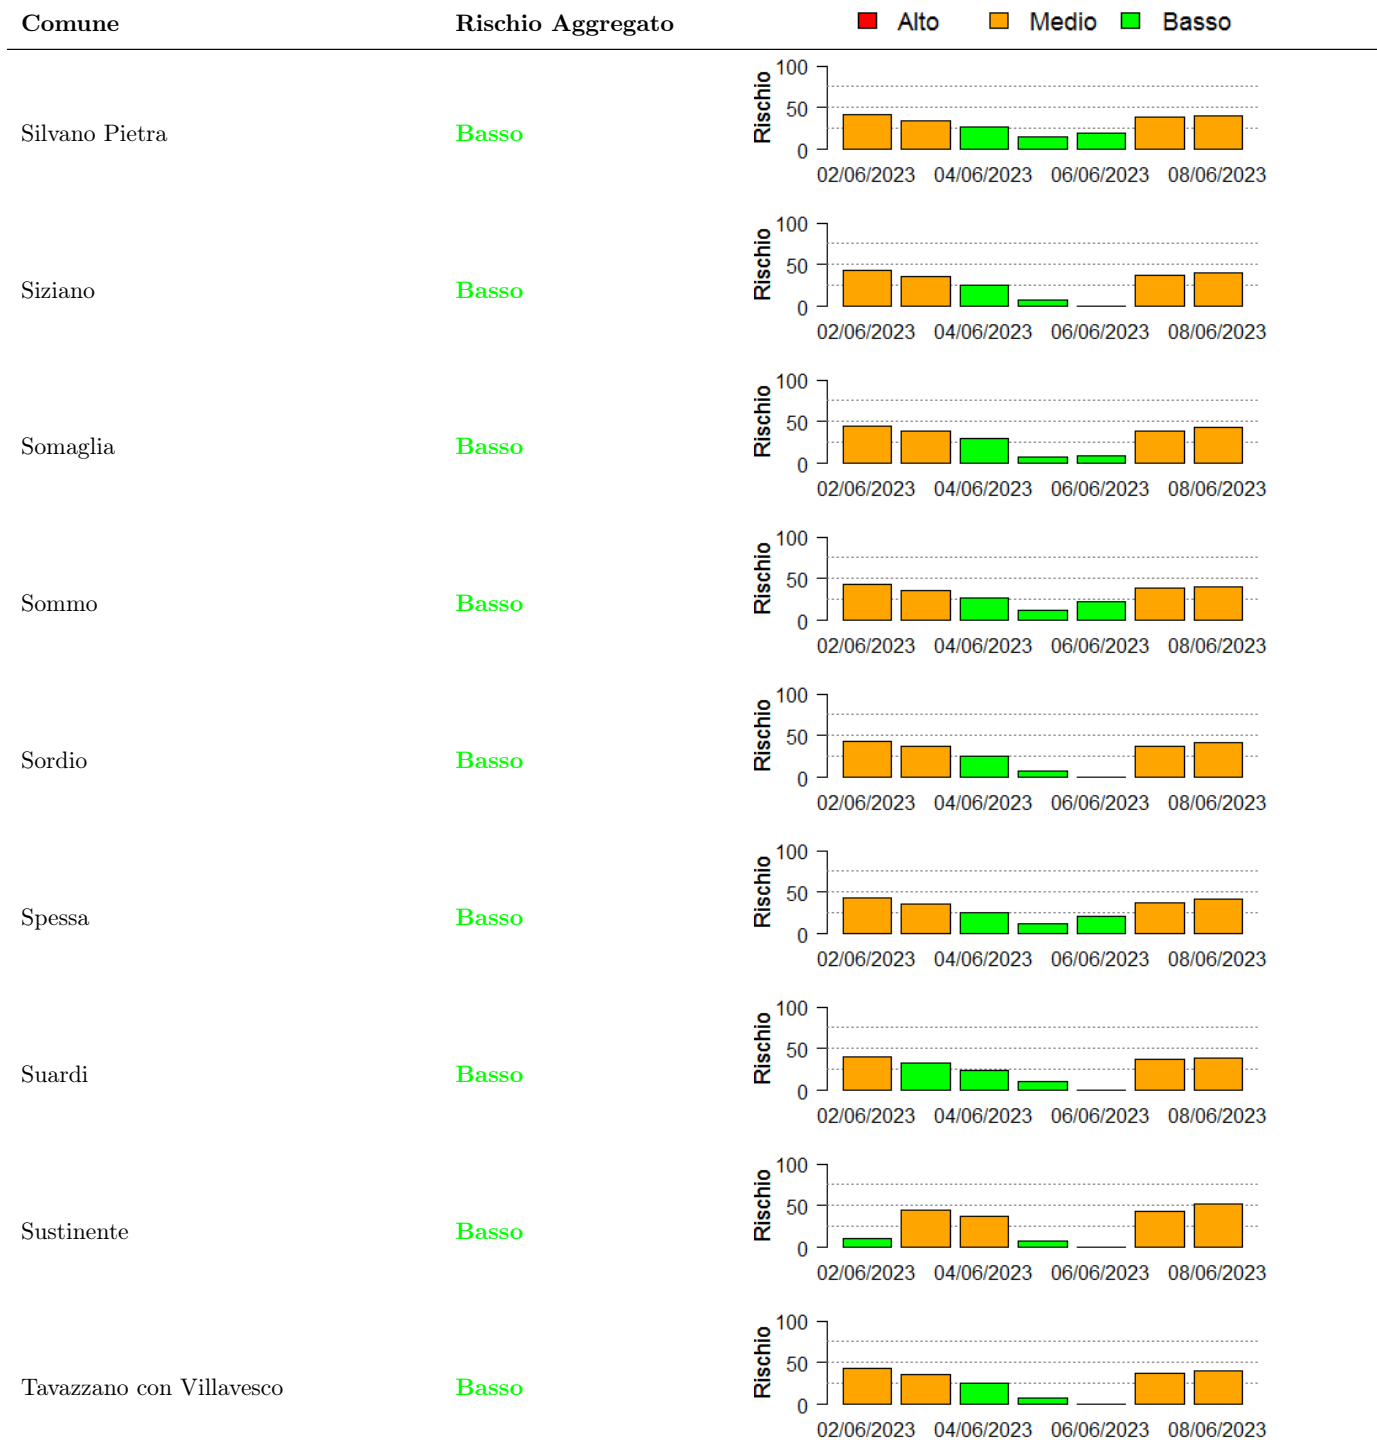 Comune Rischio Aggregato Alto Medio Basso
100
50
0
Rischio
Silvano Pietra Basso
02/06/2023 04/06/2023 06/06/2023 08/06/2023
100
50
0
Rischio
Siziano Basso
02/06/2023 04/06/2023 06/06/2023 08/06/2023
100
50
0
Rischio
Somaglia Basso
02/06/2023 04/06/2023 06/06/2023 08/06/2023
100
50
0
Rischio
Sommo Basso
02/06/2023 04/06/2023 06/06/2023 08/06/2023
100
50
0
Rischio
Sordio Basso
02/06/2023 04/06/2023 06/06/2023 08/06/2023
100
50
0
Rischio
Spessa Basso
02/06/2023 04/06/2023 06/06/2023 08/06/2023
100
50
0
Rischio
Suardi Basso
02/06/2023 04/06/2023 06/06/2023 08/06/2023
100
50
0
Rischio
Sustinente Basso
02/06/2023 04/06/2023 06/06/2023 08/06/2023
100
50
0
Rischio
Tavazzano con Villavesco Basso
02/06/2023 04/06/2023 06/06/2023 08/06/2023